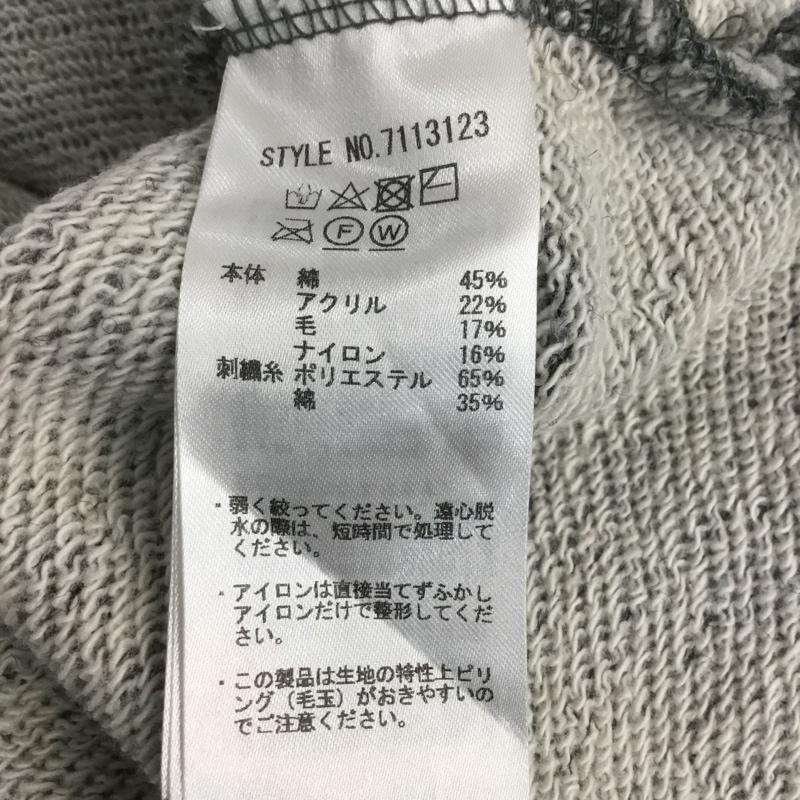 STYLE NO.7113123
F W
本体 綿 45%
アクリル 22%
毛 17%
ナイロン 16%
刺繍糸 ポリエステル 65%
綿 35%
・弱く絞ってください。遠心脱
水の際は、短時間で処理して
ください。
・アイロンは直接当てずふかし
アイロンだけで整形してくだ
さい。
・この製品は生地の特性上ピリ
ング（毛玉）がおきやすいの
でご注意ください。